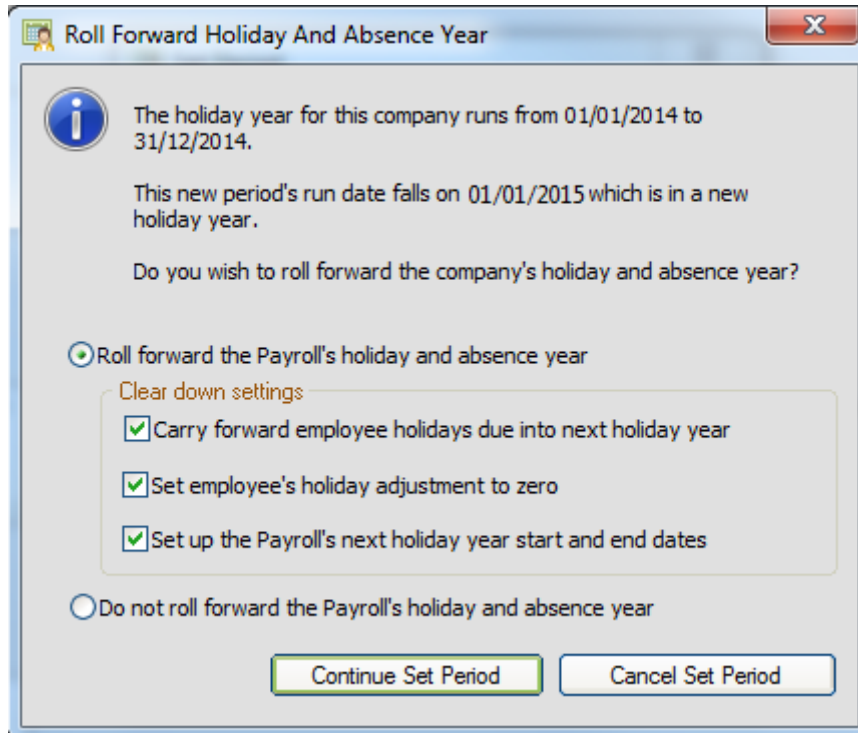 Roll Forward Holiday And Absence Year
The holiday year for this company runs from 01/01/2014 to
31/12/2014.
This new period's run date falls on 01/01/2015 which is in a new
holiday year.
Do you wish to roll forward the company's holiday and absence year?
Roll forward the Payroll's holiday and absence year
Clear down settings
Carry forward employee holidays due into next holiday year
Set employee's holiday adjustment to zero
Set up the Payroll's next holiday year start and end dates
Do not roll forward the Payroll's holiday and absence year
Continue Set Period
Cancel Set Period